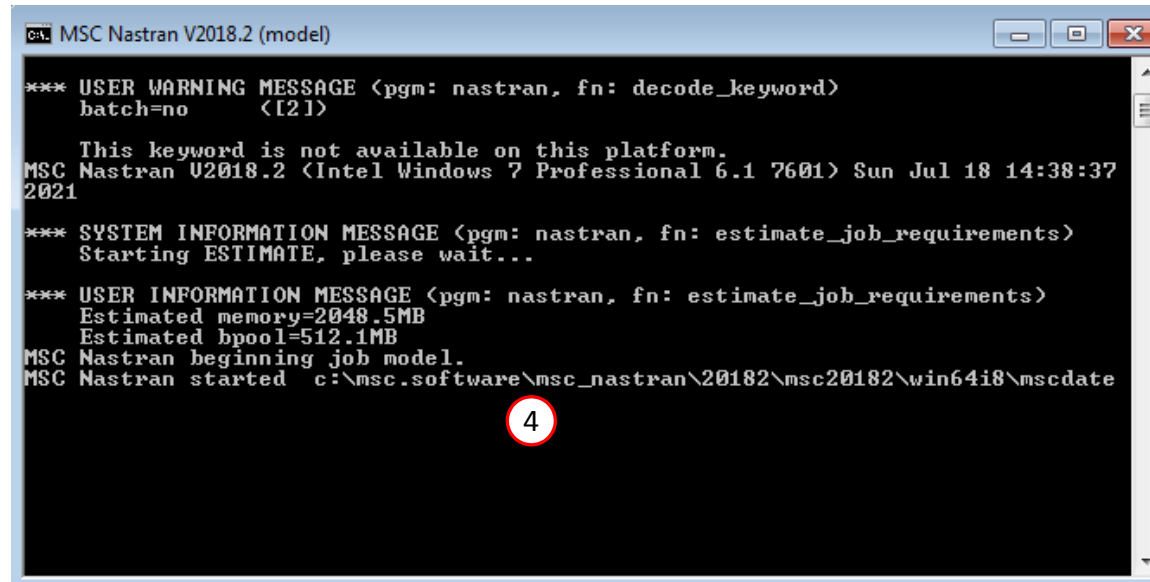 MSC Nastran V2018.2 (model)
*** USER WARNING MESSAGE (pgm: nastran, fn: decode_keyword)
batch=no      ([2])
This keyword is not available on this platform.
MSC Nastran V2018.2 (Intel Windows 7 Professional 6.1 7601) Sun Jul 18 14:38:37
2021
*** SYSTEM INFORMATION MESSAGE (pgm: nastran, fn: estimate_job_requirements)
Starting ESTIMATE, please wait...
*** USER INFORMATION MESSAGE (pgm: nastran, fn: estimate_job_requirements)
Estimated memory=2048.5MB
Estimated bpool=512.1MB
MSC Nastran beginning job model.
MSC Nastran started  c:\msc.software\msc_nastran\20182\msc20182\win64i8\mscdate
4